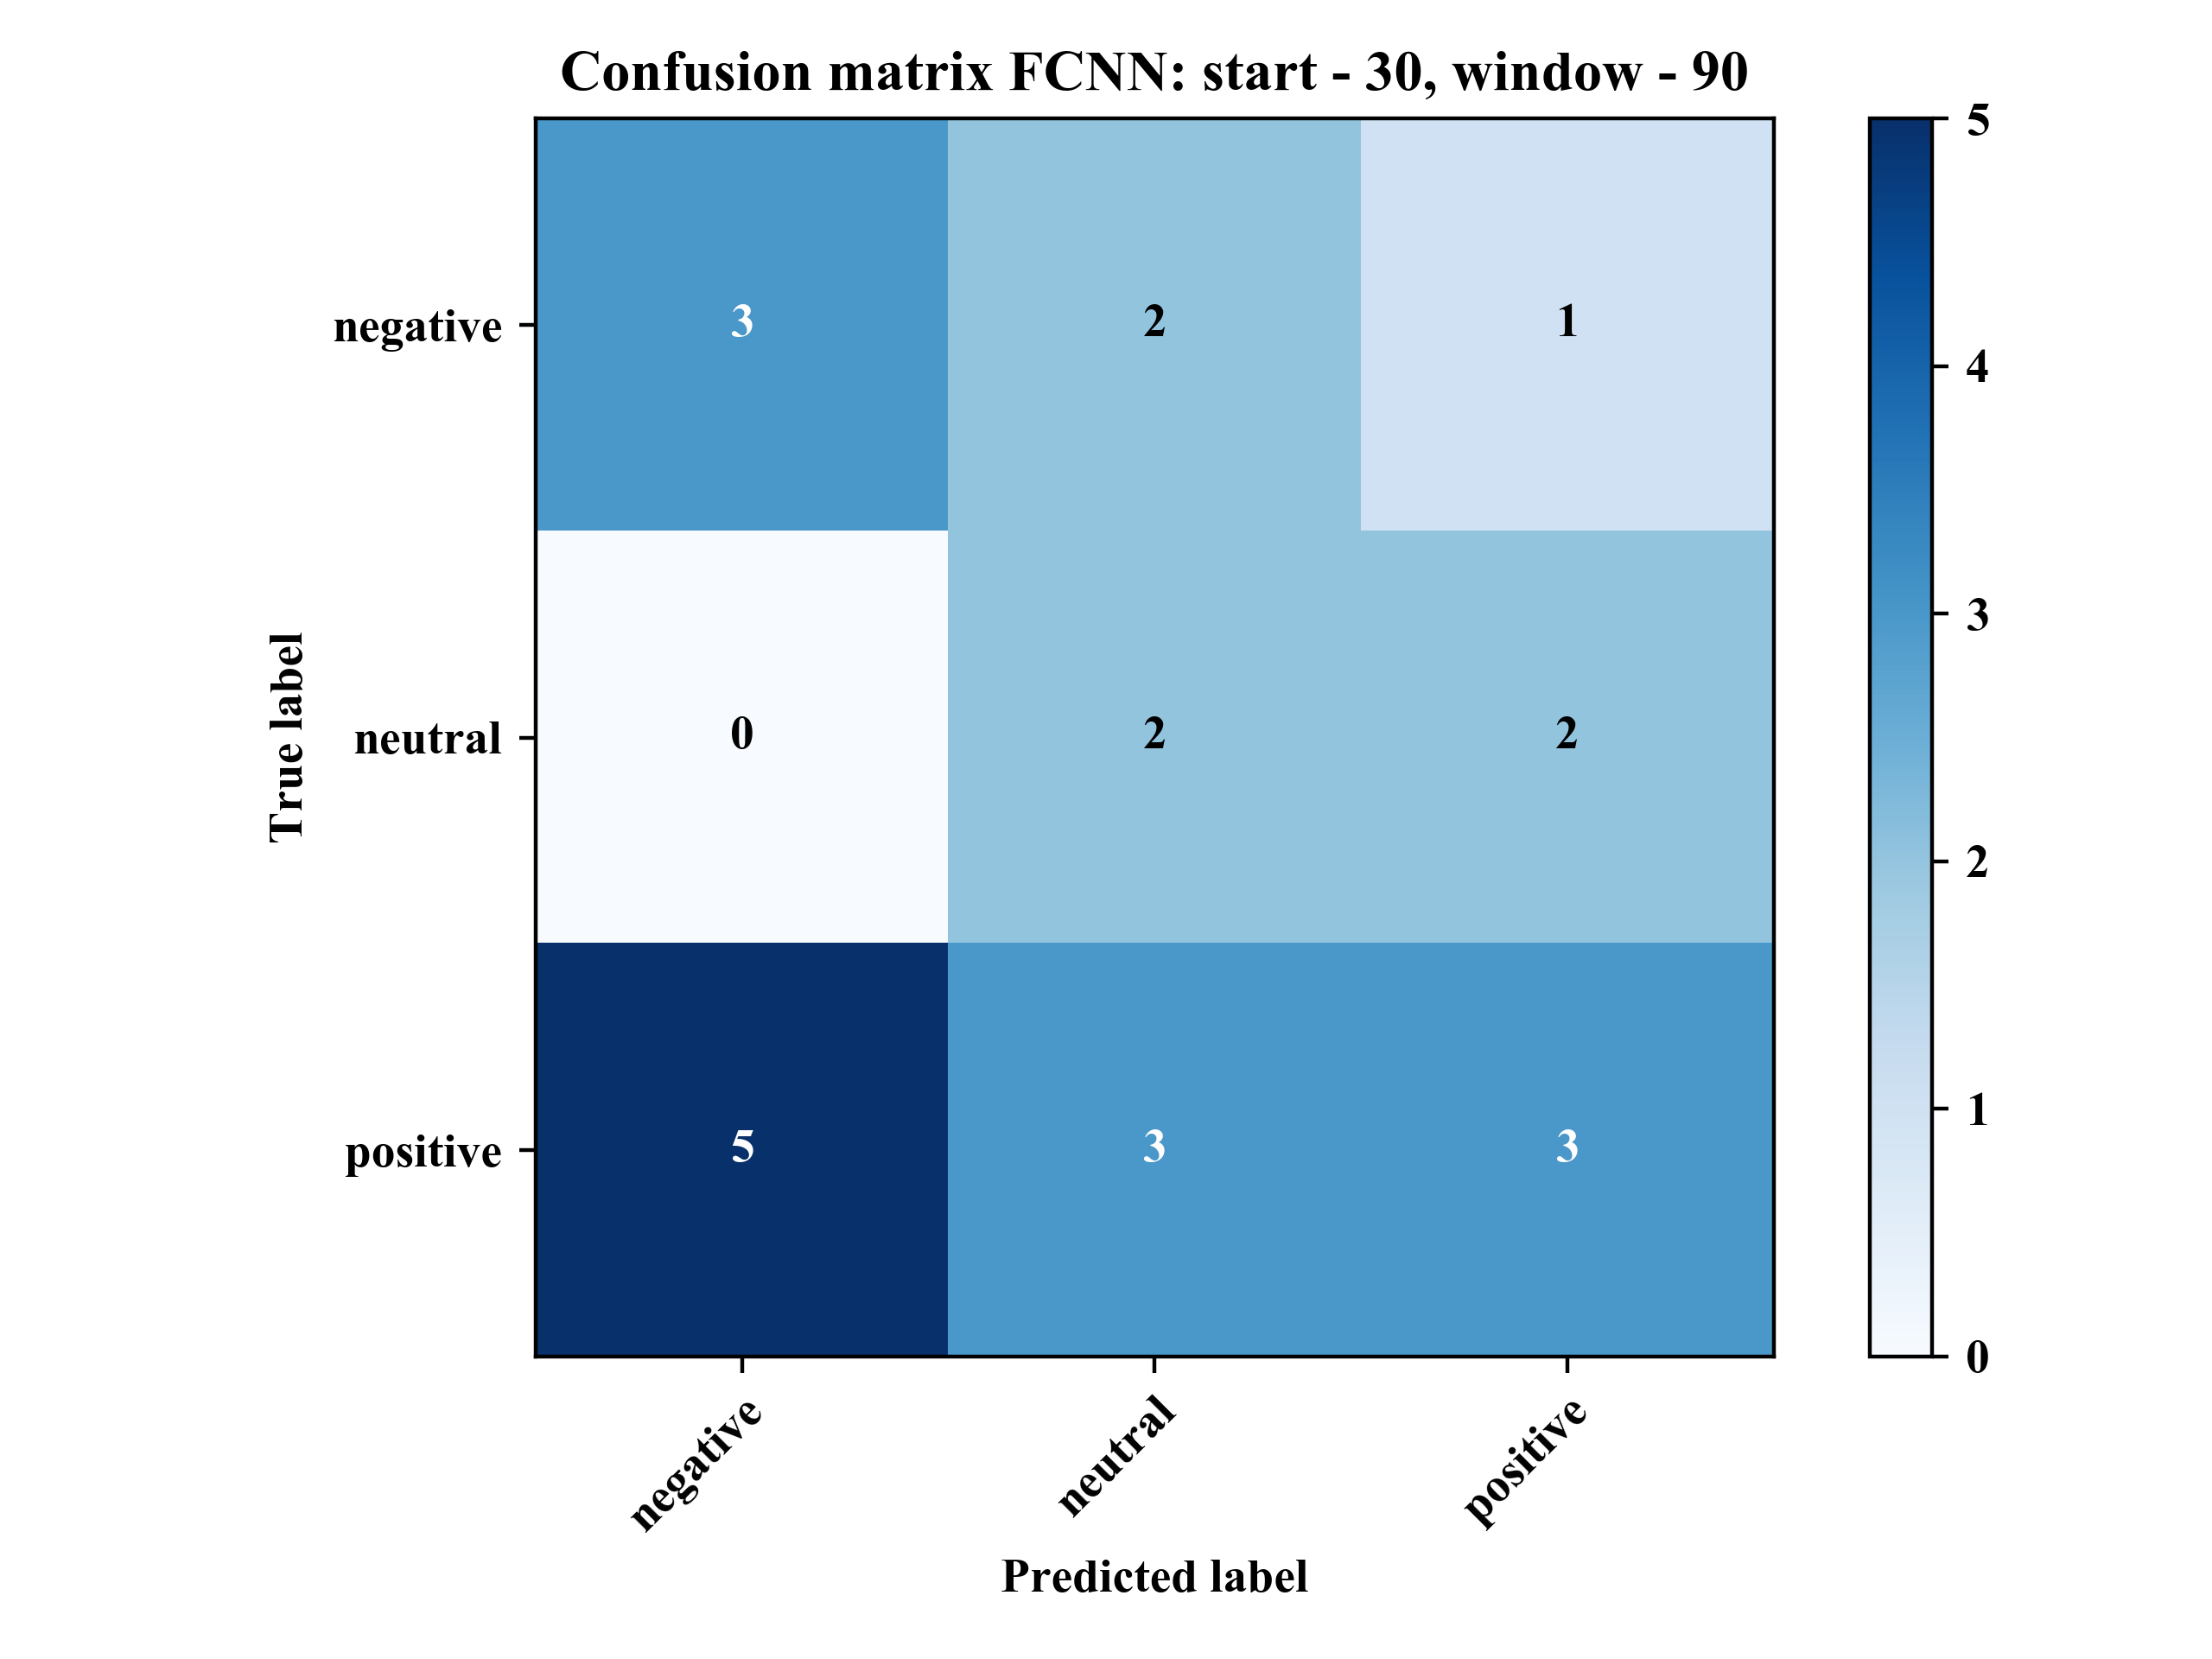 Confusion matrix FCNN: start - 30, window - 90
True label
negative
3
2
1
neutral
0
2
2
positive
5
3
3
negative
neutral
positive
Predicted label
5
4
3
2
1
0